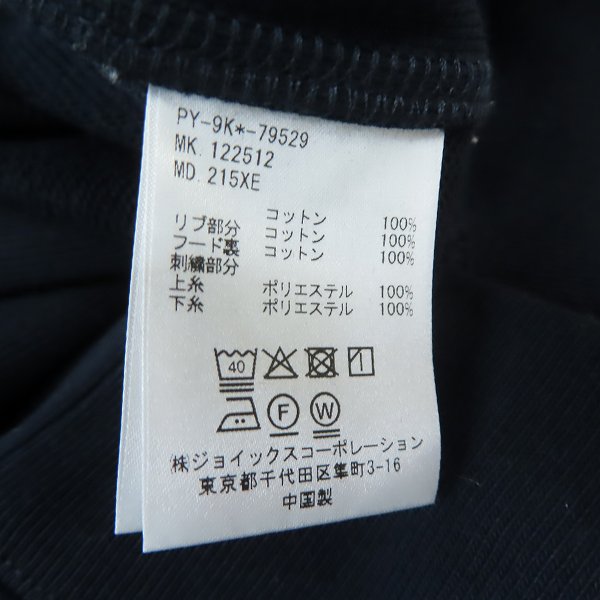 PY-9K*-79529
MK. 122512
MD. 215XE
コットン 100%
リブ部分 コットン 100%
フード裏 コットン 100%
刺繍部分
上糸 ポリエステル 100%
下糸 ポリエステル 100%
40
F W
㈱ジョイックスコーポレーション
東京都千代田区隼町3-16
中国製